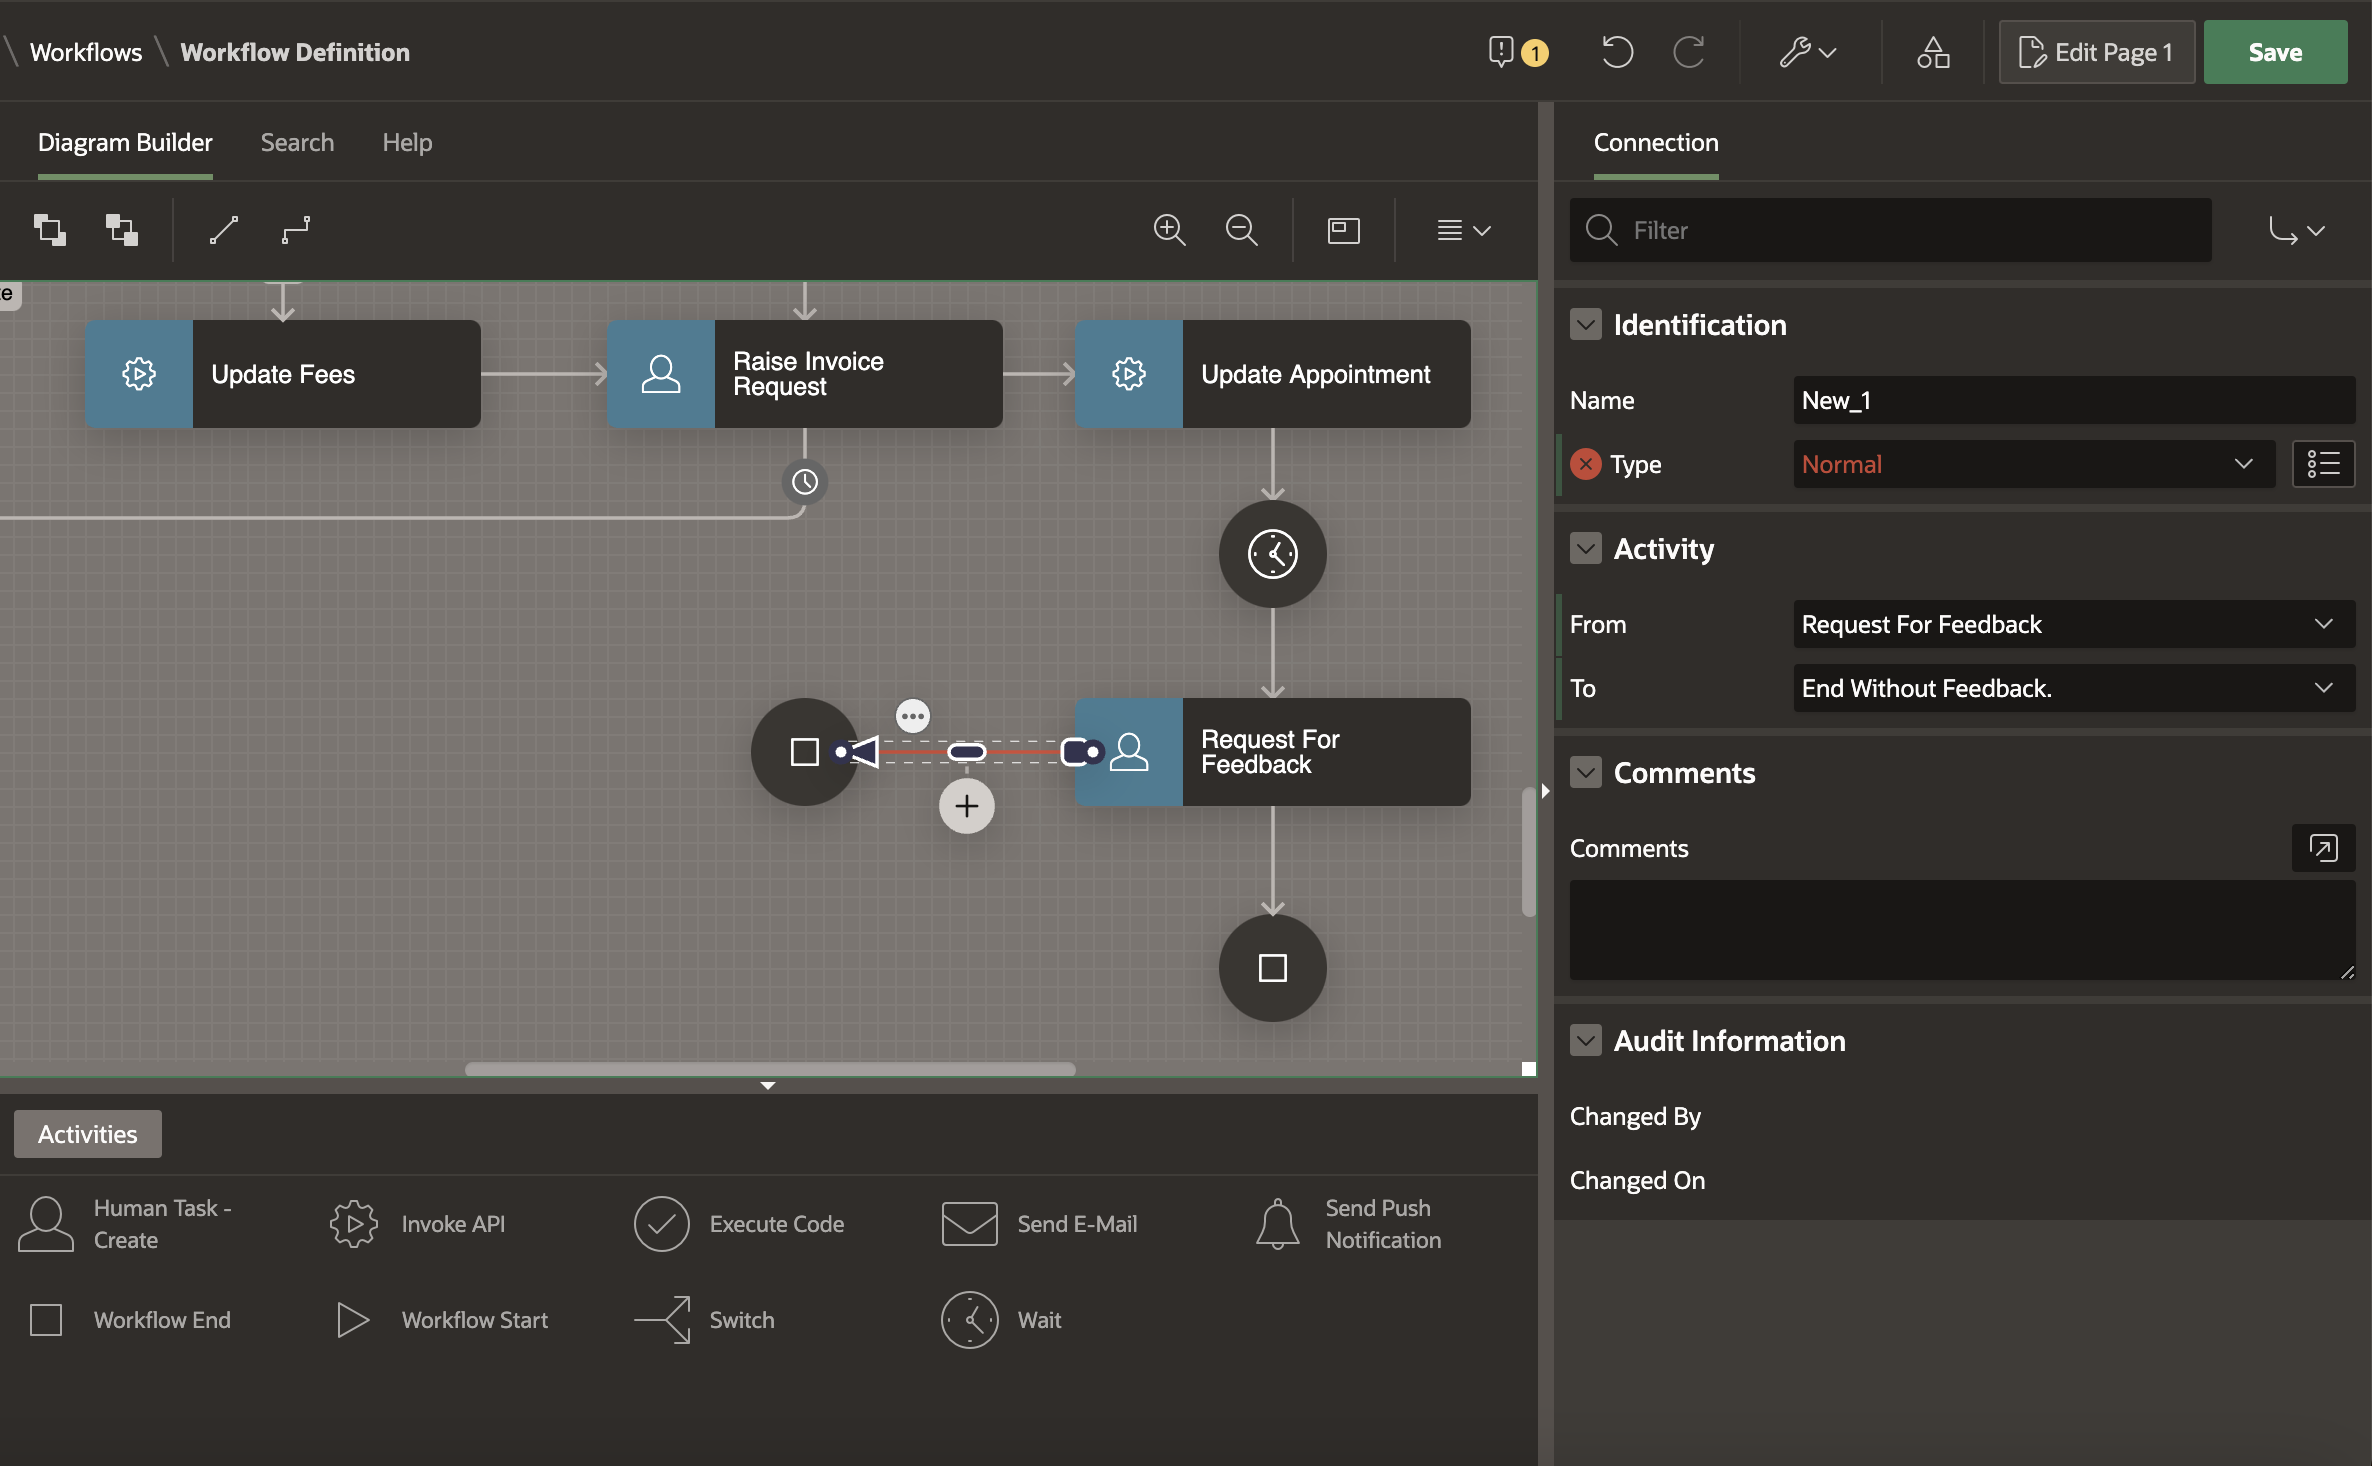 \ Workflows \ Workflow Definition
1
Edit Page 1
Save
Diagram Builder
Search
Help
Update Fees
Raise Invoice
Request
Update Appointment
Request For
Feedback
Activities
Human Task -
Create
Invoke API
Execute Code
Send E-Mail
Send Push
Notification
Workflow End
Workflow Start
Switch
Wait
Connection
Filter
Identification
Name
New_1
Type
Normal
Activity
From
Request For Feedback
To
End Without Feedback.
Comments
Comments
Audit Information
Changed By
Changed On